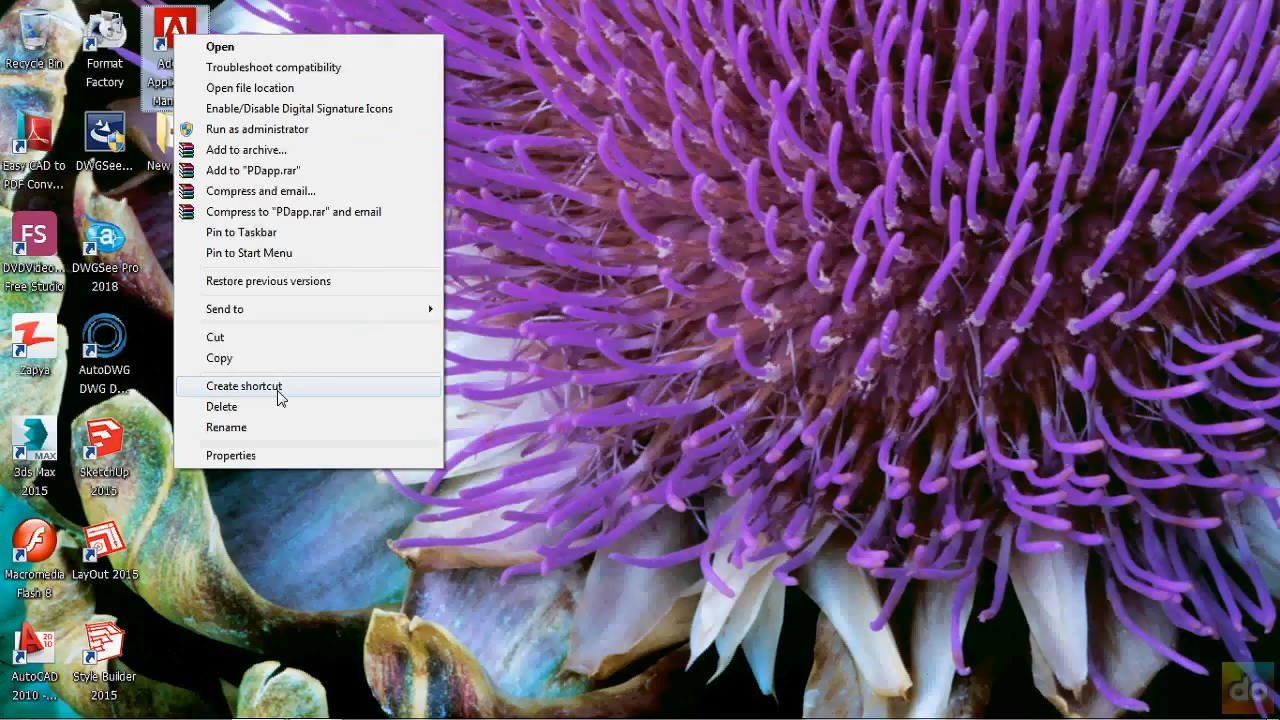 Recycle Bin
Format
Factory
Open
Troubleshoot compatibility
Open file location
Enable/Disable Digital Signature Icons
Run as administrator
Add to archive...
Add to "PDapp.rar"
Compress and email...
Compress to "PDapp.rar" and email
Pin to Taskbar
Pin to Start Menu
Restore previous versions
Send to
Cut
Copy
Create shortcut
Delete
Rename
Properties
Easy CAD to
PDF Conv...
DWGSee...
New
FS
DVDVideo...
Free Studio
DWGSee Pro
2018
Zapya
AutoDWG
DWG D...
MAX
3ds Max
2015
SketchUp
2015
Macromedia
Flash 8
LayOut 2015
2010
AutoCAD
2010 -...
Style Builder
2015
do